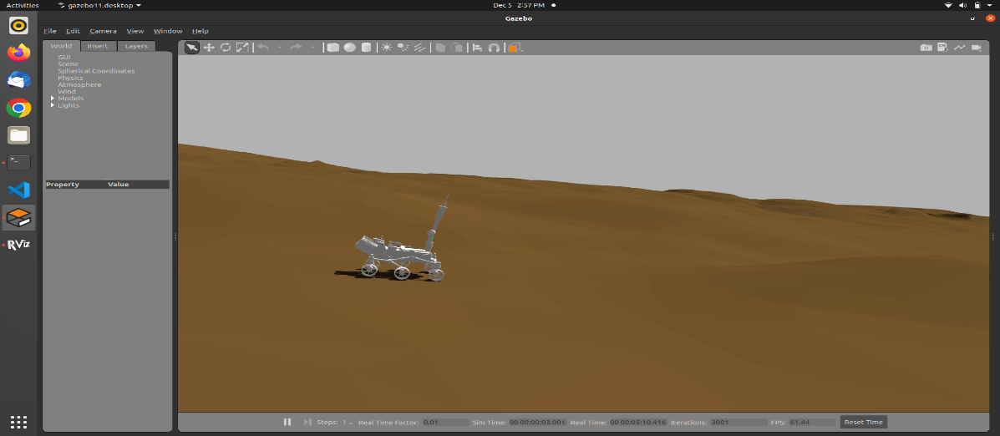 Activities gazebo11.desktop Dec 5 2:57 PM
Gazebo
File Edit Camera View Window Help
World Insert Layers
GUI
Scene
Spherical Coordinates
Physics
Atmosphere
Wind
Models
Lights
Property Value
>_
RViz
Steps: 1 Real Time Factor: 0.01 Sim Time: 00 00:00:03.001 Real Time: 00 00:05:10.416 Iterations: 3001 FPS: 61.44 Reset Time